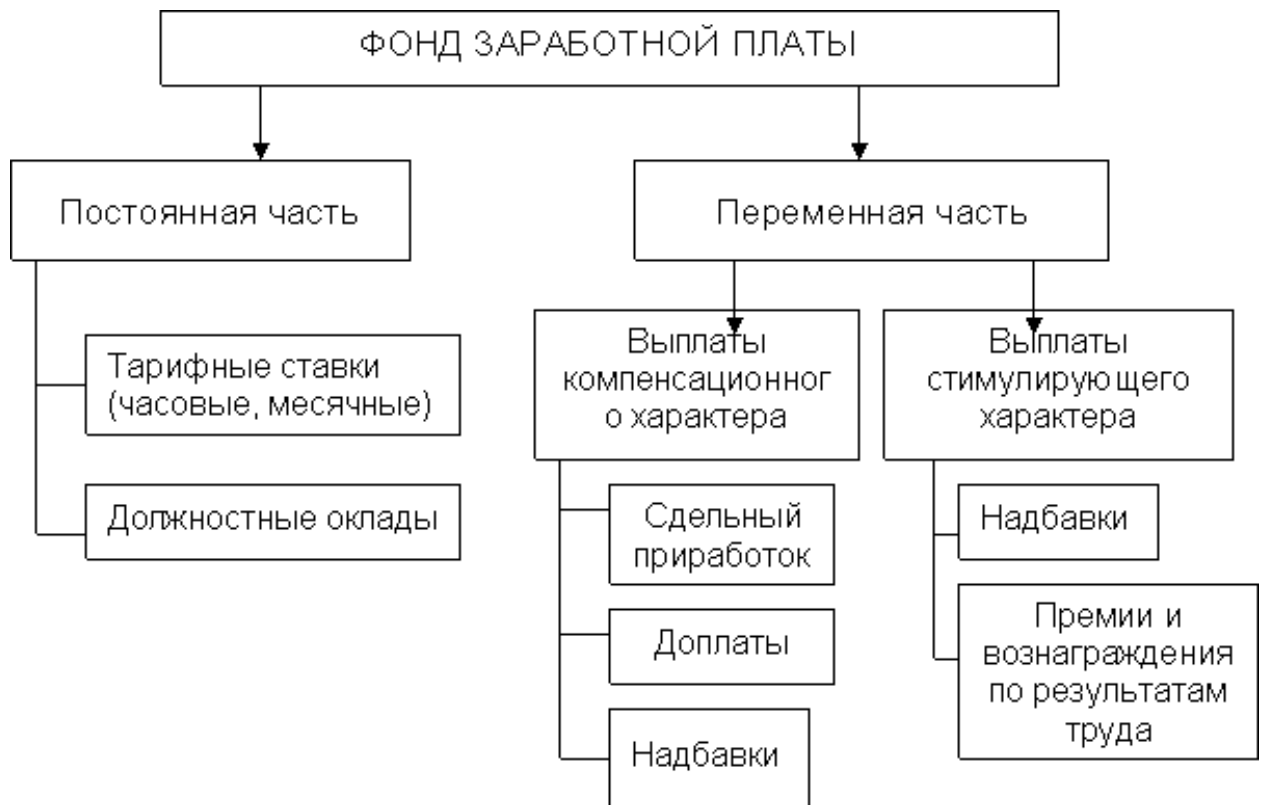 ФОНД ЗАРАБОТНОЙ ПЛАТЫ
Постоянная часть
Переменная часть
Тарифные ставки
(часовые, месячные)
Должностные оклады
Выплаты
компенсационног
о характера
Сдельный
приработок
Доплаты
Надбавки
Выплаты
стимулирующего
характера
Надбавки
Премии и
вознаграждения
по результатам
труда